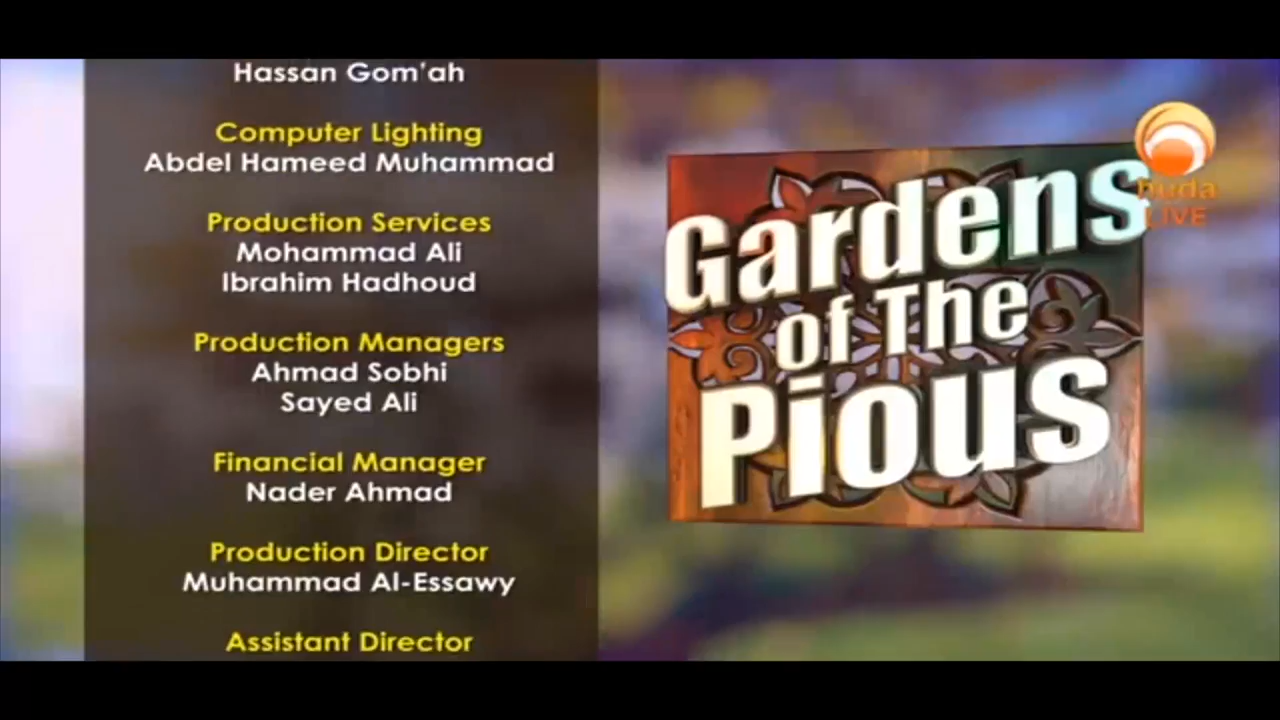 Hassan Gom'ah
Computer Lighting
Abdel Hameed Muhammad
Production Services
Mohammad Ali
Ibrahim Hadhoud
Production Managers
Ahmad Sobhi
Sayed Ali
Financial Manager
Nader Ahmad
Production Director
Muhammad Al-Essawy
Assistant Director
Gardens
of The
Pious
huda
LIVE